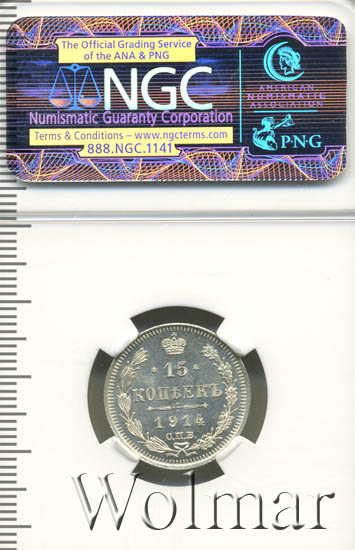 The Official Grading Service
of the ANA & PNG
NGC
Numismatic Guaranty Corporation
Terms & Conditions – www.ngcterms.com
888.NGC.1141
AMERICAN
NUMISMATIC
ASSOCIATION
P·N·G
15
КОПѢЕКЪ
1914
С.П.Б.
Wolmar